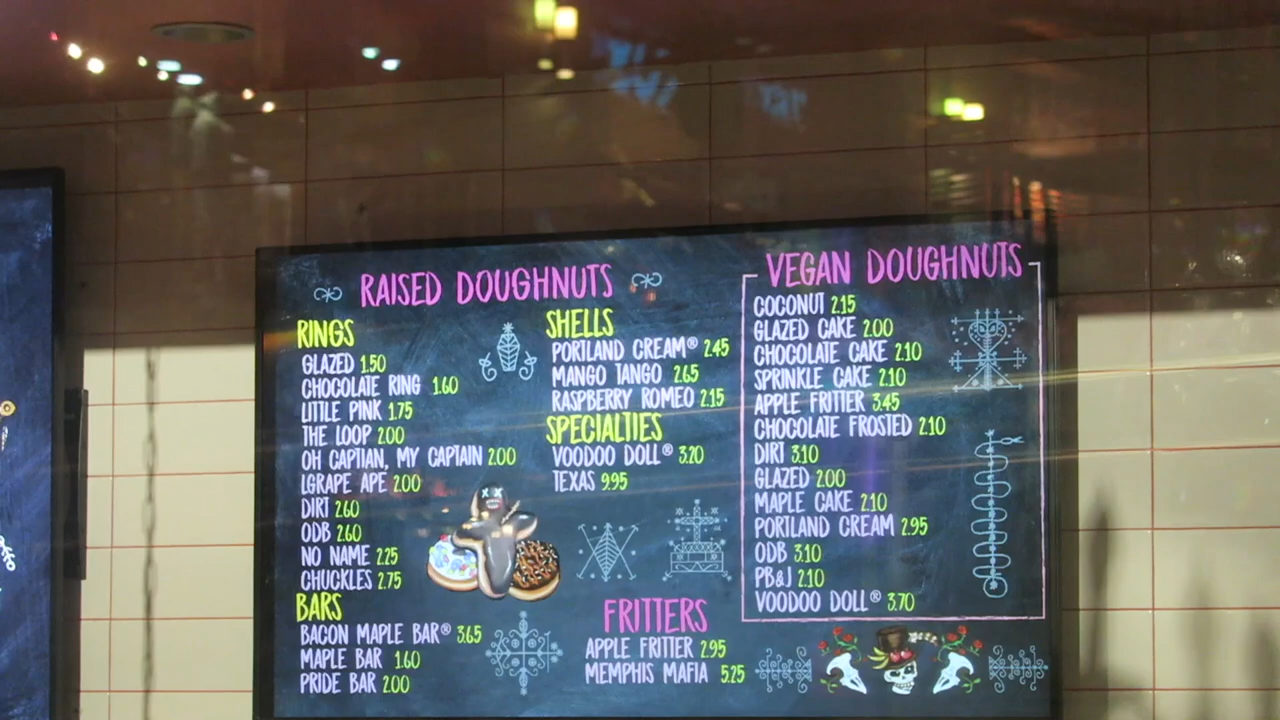 RAISED DOUGHNUTS
RINGS
GLAZED 1.50
CHOCOLATE RING 1.60
LITTLE PINK 1.75
THE LOOP 2.00
OH CAPTIAN, MY CAPTAIN 2.00
LGRAPE APE 2.00
DIRT 2.60
ODB 2.60
NO NAME 2.25
CHUCKLES 2.75
BARS
BACON MAPLE BAR® 3.65
MAPLE BAR 1.60
PRIDE BAR 2.00
SHELLS
PORTLAND CREAM® 2.45
MANGO TANGO 2.65
RASPBERRY ROMEO 2.15
SPECIALTIES
VOODOO DOLL® 3.20
TEXAS 9.95
FRITTERS
APPLE FRITTER 2.95
MEMPHIS MAFIA 5.25
VEGAN DOUGHNUTS
COCONUT 2.15
GLAZED CAKE 2.00
CHOCOLATE CAKE 2.10
SPRINKLE CAKE 2.10
APPLE FRITTER 3.45
CHOCOLATE FROSTED 2.10
DIRT 3.10
GLAZED 2.00
MAPLE CAKE 2.10
PORTLAND CREAM 2.95
ODB 3.10
PB&J 2.10
VOODOO DOLL® 3.70